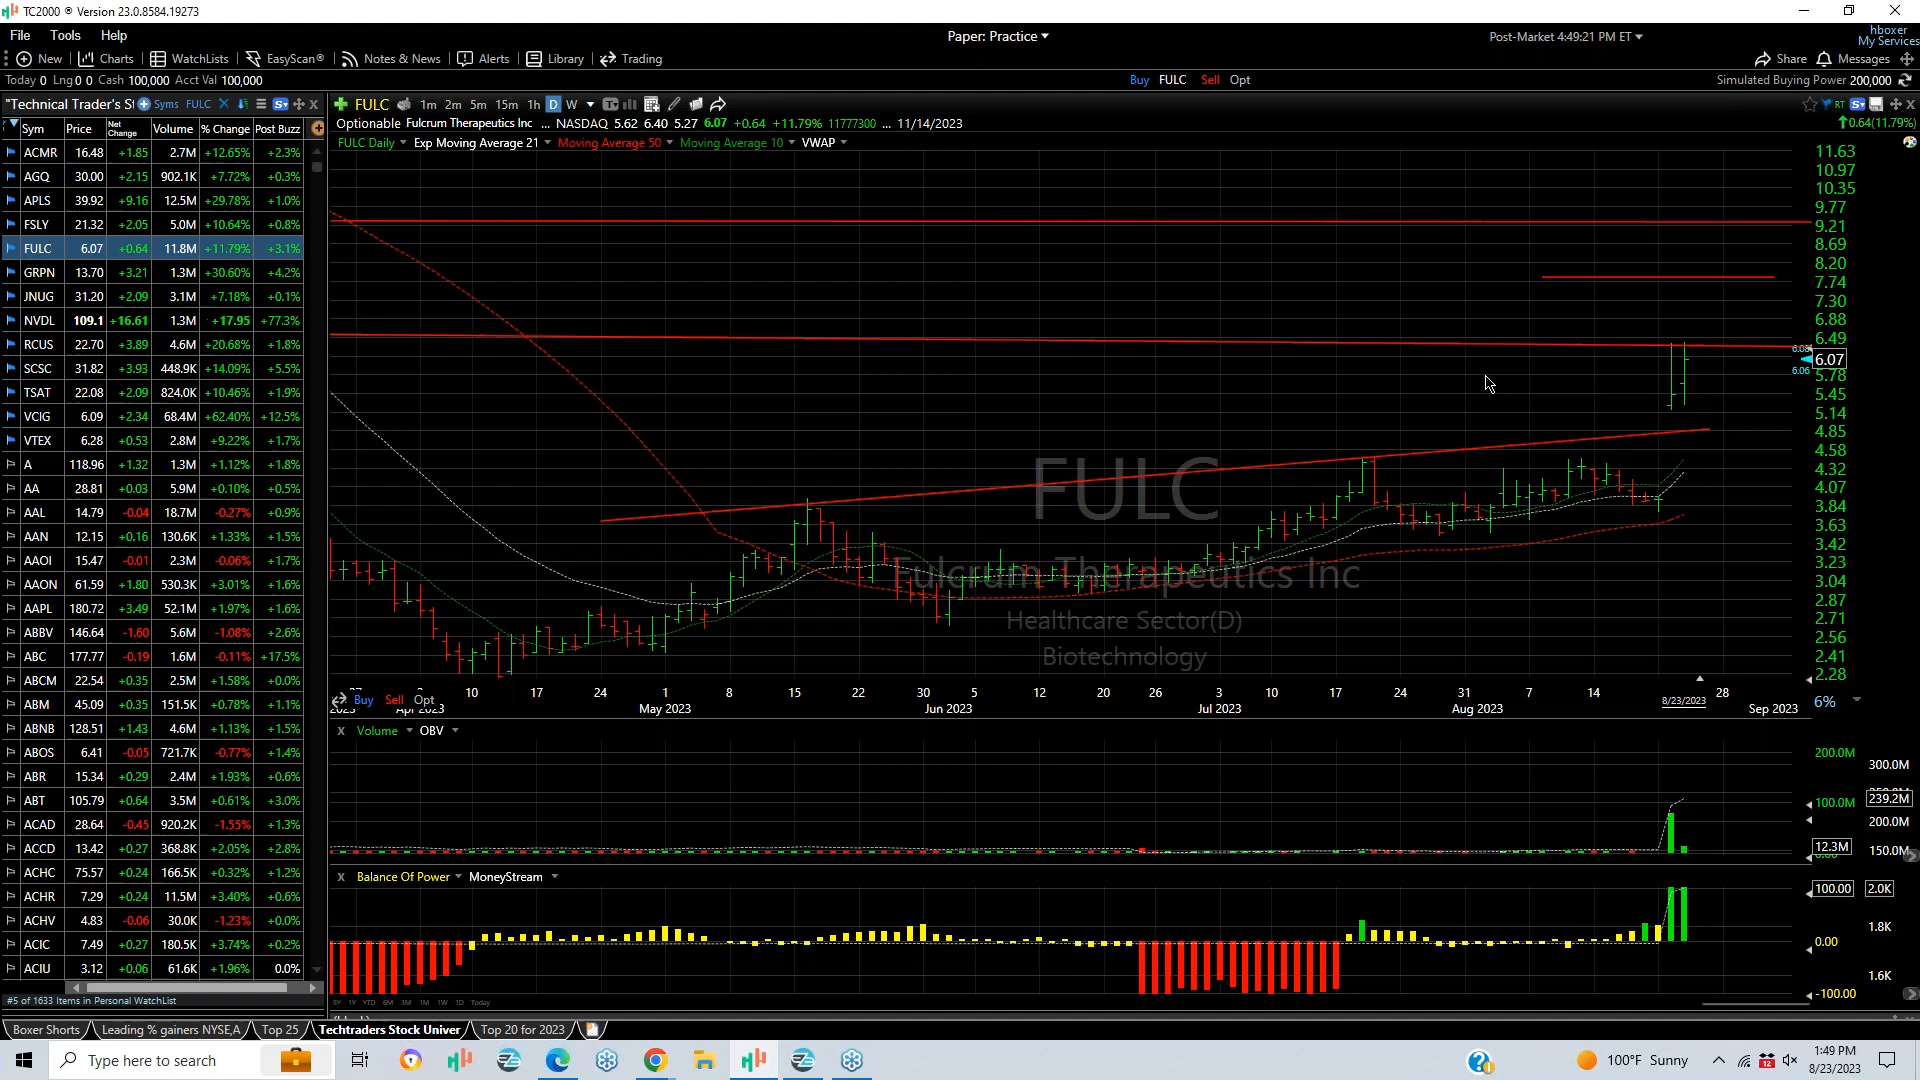 TC2000 ® Version 23.0.8584.19273
File Tools Help
Paper: Practice
Post-Market 4:49:21 PM ET
hboxer
My Services
New Charts WatchLists EasyScan® Notes & News Alerts Library Trading
Share Messages
Today 0 Lng 0 0 Cash 100,000 Acct Val 100,000
Buy FULC Sell Opt
Simulated Buying Power 200,000
"Technical Trader's St Syms FULC
FULC 1m 2m 5m 15m 1h D W
RT
Sym Price Net Change Volume % Change Post Buzz
Optionable Fulcrum Therapeutics Inc ... NASDAQ 5.62 6.40 5.27 6.07 +0.64 +11.79% 11777300 ... 11/14/2023
0.64(11.79%)
FULC Daily Exp Moving Average 21 Moving Average 50 Moving Average 10 VWAP
ACMR 16.48 +1.85 2.7M +12.65% +2.3%
AGQ 30.00 +2.15 902.1K +7.72% +0.3%
APLS 39.92 +9.16 12.5M +29.78% +1.0%
FSLY 21.32 +2.05 5.0M +10.64% +0.8%
FULC 6.07 +0.64 11.8M +11.79% +3.1%
GRPN 13.70 +3.21 1.3M +30.60% +4.2%
JNUG 31.20 +2.09 3.1M +7.18% +0.1%
NVDL 109.1 +16.61 1.3M +17.95 +77.3%
RCUS 22.70 +3.89 4.6M +20.68% +1.8%
SCSC 31.82 +3.93 448.9K +14.09% +5.5%
TSAT 22.08 +2.09 824.0K +10.46% +1.9%
VCIG 6.09 +2.34 68.4M +62.40% +12.5%
VTEX 6.28 +0.53 2.8M +9.22% +1.7%
A 118.96 +1.32 1.3M +1.12% +1.8%
AA 28.81 +0.03 5.9M +0.10% +0.5%
AAL 14.79 -0.04 18.7M -0.27% +0.9%
AAN 12.15 +0.16 130.6K +1.33% +1.5%
AAOI 15.47 -0.01 2.3M -0.06% +1.7%
AAON 61.59 +1.80 530.3K +3.01% +1.6%
AAPL 180.72 +3.49 52.1M +1.97% +1.6%
ABBV 146.64 -1.60 5.6M -1.08% +2.6%
ABC 177.77 -0.19 1.6M -0.11% +17.5%
ABCM 22.54 +0.35 2.5M +1.58% +0.0%
ABM 45.09 +0.35 151.5K +0.78% +1.1%
ABNB 128.51 +1.43 4.6M +1.13% +1.5%
ABOS 6.41 -0.05 721.7K -0.77% +1.4%
ABR 15.34 +0.29 2.4M +1.93% +0.6%
ABT 105.79 +0.64 3.5M +0.61% +3.0%
ACAD 28.64 -0.45 920.2K -1.55% +1.3%
ACCD 13.42 +0.27 368.8K +2.05% +2.8%
ACHC 75.57 +0.24 166.5K +0.32% +1.2%
ACHR 7.29 +0.24 11.5M +3.40% +0.6%
ACHV 4.83 -0.06 30.0K -1.23% +0.0%
ACIC 7.49 +0.27 180.5K +3.74% +0.2%
ACIU 3.12 +0.06 61.6K +1.96% 0.0%
#5 of 1633 Items in Personal WatchList
11.63
10.97
10.35
9.77
9.21
8.69
8.20
7.74
7.30
6.88
6.49
6.08
6.07
6.06
5.78
5.45
5.14
4.85
4.58
4.32
4.07
3.84
3.63
3.42
3.23
3.04
2.87
2.71
2.56
2.41
2.28
FULC
Fulcrum Therapeutics Inc
Healthcare Sector(D)
Biotechnology
10 17 24 1 8 15 22 30 5 12 20 26 3 10 17 24 31 7 14 28
Buy Sell Opt
8/23/2023
6%
2023 Apr 2023 May 2023 Jun 2023 Jul 2023 Aug 2023 Sep 2023
X Volume OBV
200.0M
300.0M
100.0M
239.2M
200.0M
12.3M
150.0M
X Balance Of Power MoneyStream
100.00 2.0K
1.8K
0.00
1.6K
-100.00
5Y 1Y YTD 6M 3M 1M 1W 1D Today
Boxer Shorts Leading % gainers NYSE,A Top 25 Techtraders Stock Univer Top 20 for 2023
Type here to search
100°F Sunny
12
1:49 PM
8/23/2023